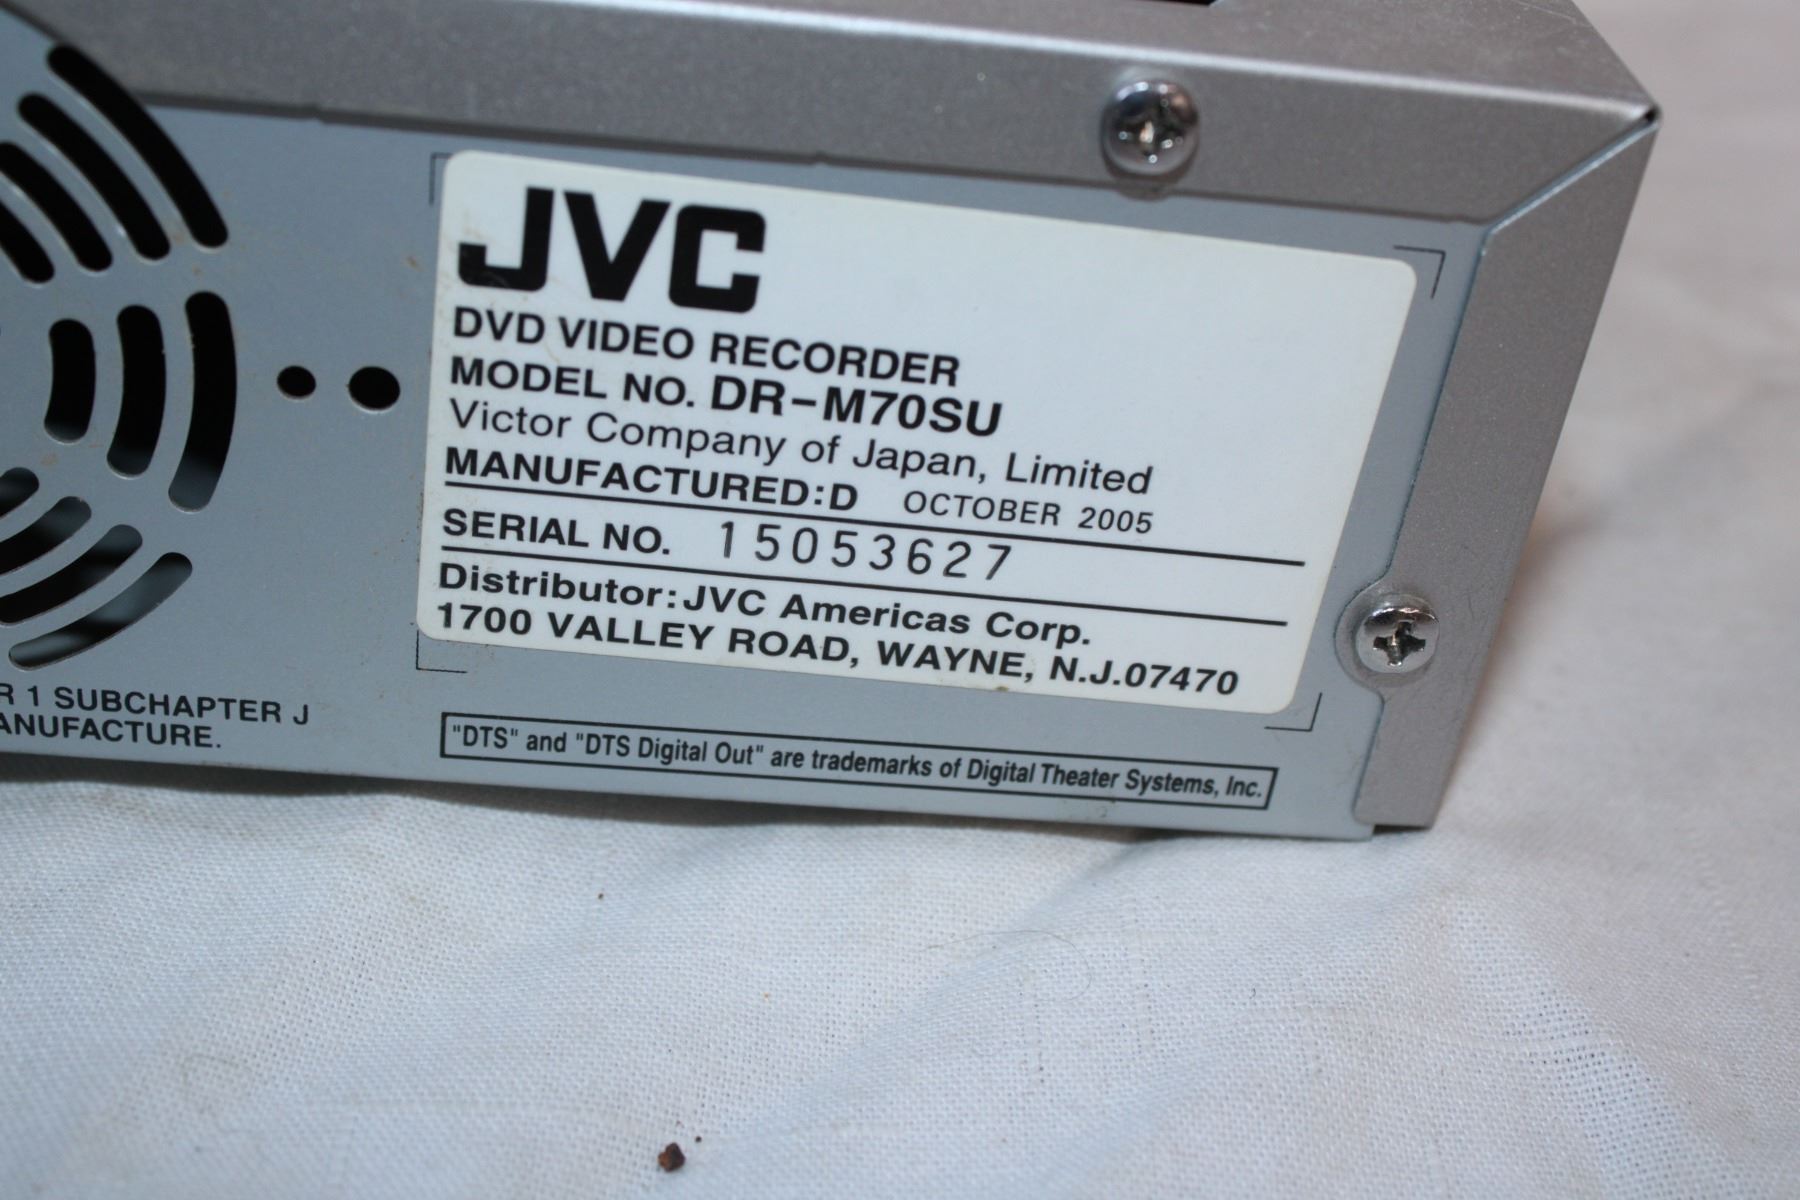 JVC
DVD VIDEO RECORDER
MODEL NO. DR-M70SU
Victor Company of Japan, Limited
MANUFACTURED:D OCTOBER 2005
SERIAL NO. 15053627
Distributor:JVC Americas Corp.
1700 VALLEY ROAD, WAYNE, N.J.07470
R 1 SUBCHAPTER J
ANUFACTURE.
"DTS" and "DTS Digital Out" are trademarks of Digital Theater Systems, Inc.